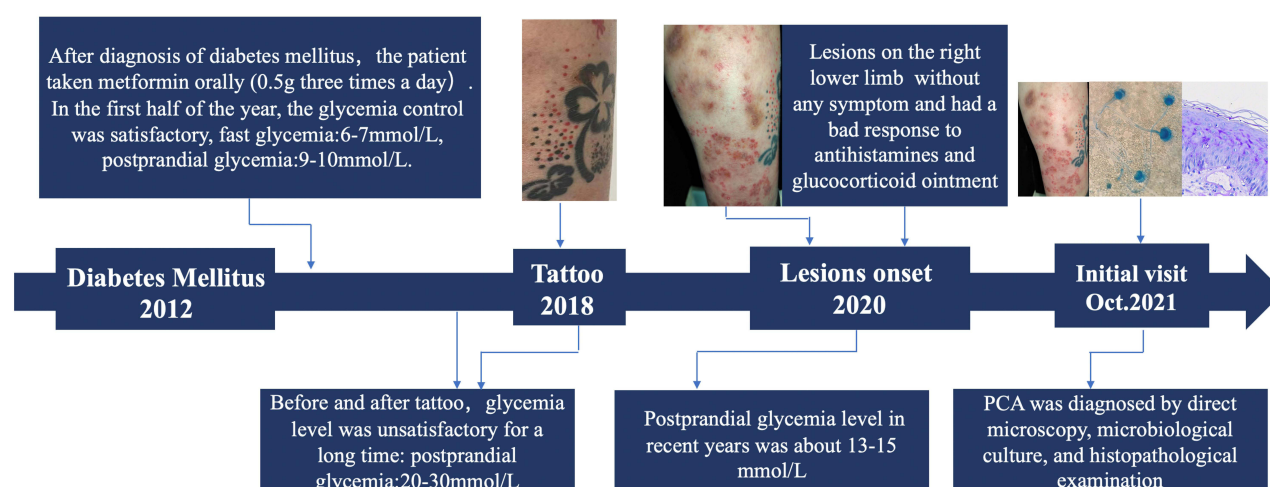 After diagnosis of diabetes mellitus，the patient
taken metformin orally (0.5g three times a day）.
In the first half of the year, the glycemia control
was satisfactory, fast glycemia:6-7mmol/L,
postprandial glycemia:9-10mmol/L.
Lesions on the right
lower limb without
any symptom and had a
bad response to
antihistamines and
glucocorticoid ointment
Diabetes Mellitus
2012
Tattoo
2018
Lesions onset
2020
Initial visit
Oct.2021
Before and after tattoo，glycemia
level was unsatisfactory for a
long time: postprandial
glycemia:20-30mmol/L
Postprandial glycemia level in
recent years was about 13-15
mmol/L
PCA was diagnosed by direct
microscopy, microbiological
culture, and histopathological
examination